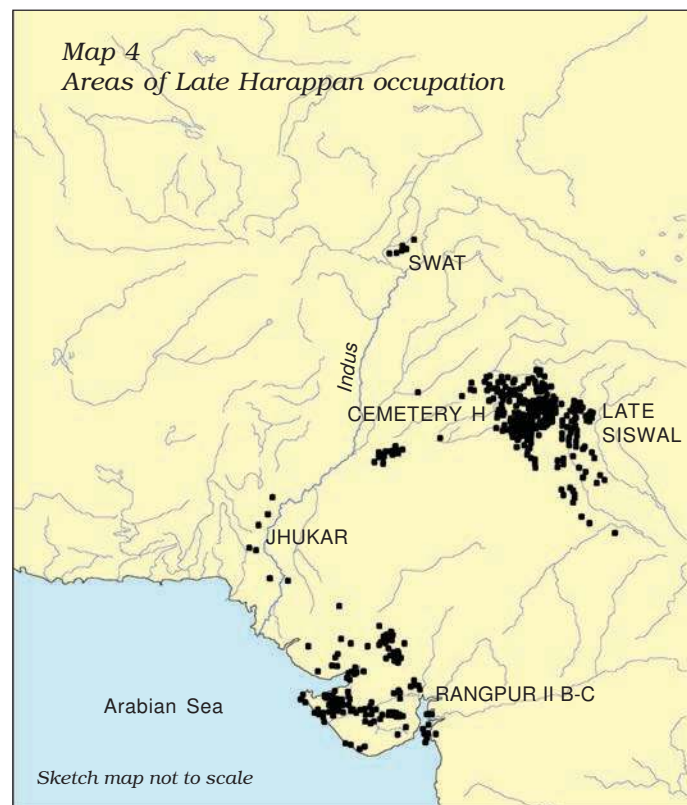 Map 4
Areas of Late Harappan occupation
SWAT
Indus
CEMETERY H
LATE
SISWAL
JHUKAR
RANGPUR II B-C
Arabian Sea
Sketch map not to scale